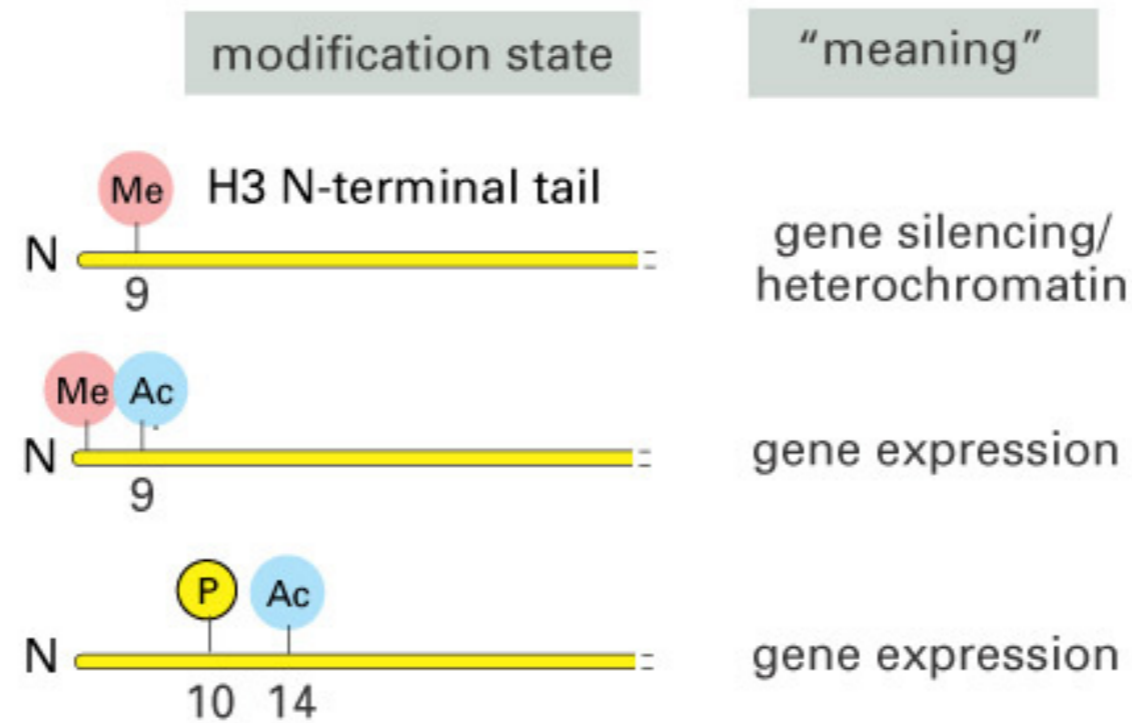 modification state
“meaning”
Me
H3 N-terminal tail
N
9
gene silencing/
heterochromatin
Me Ac
N
9
gene expression
P Ac
N
10 14
gene expression